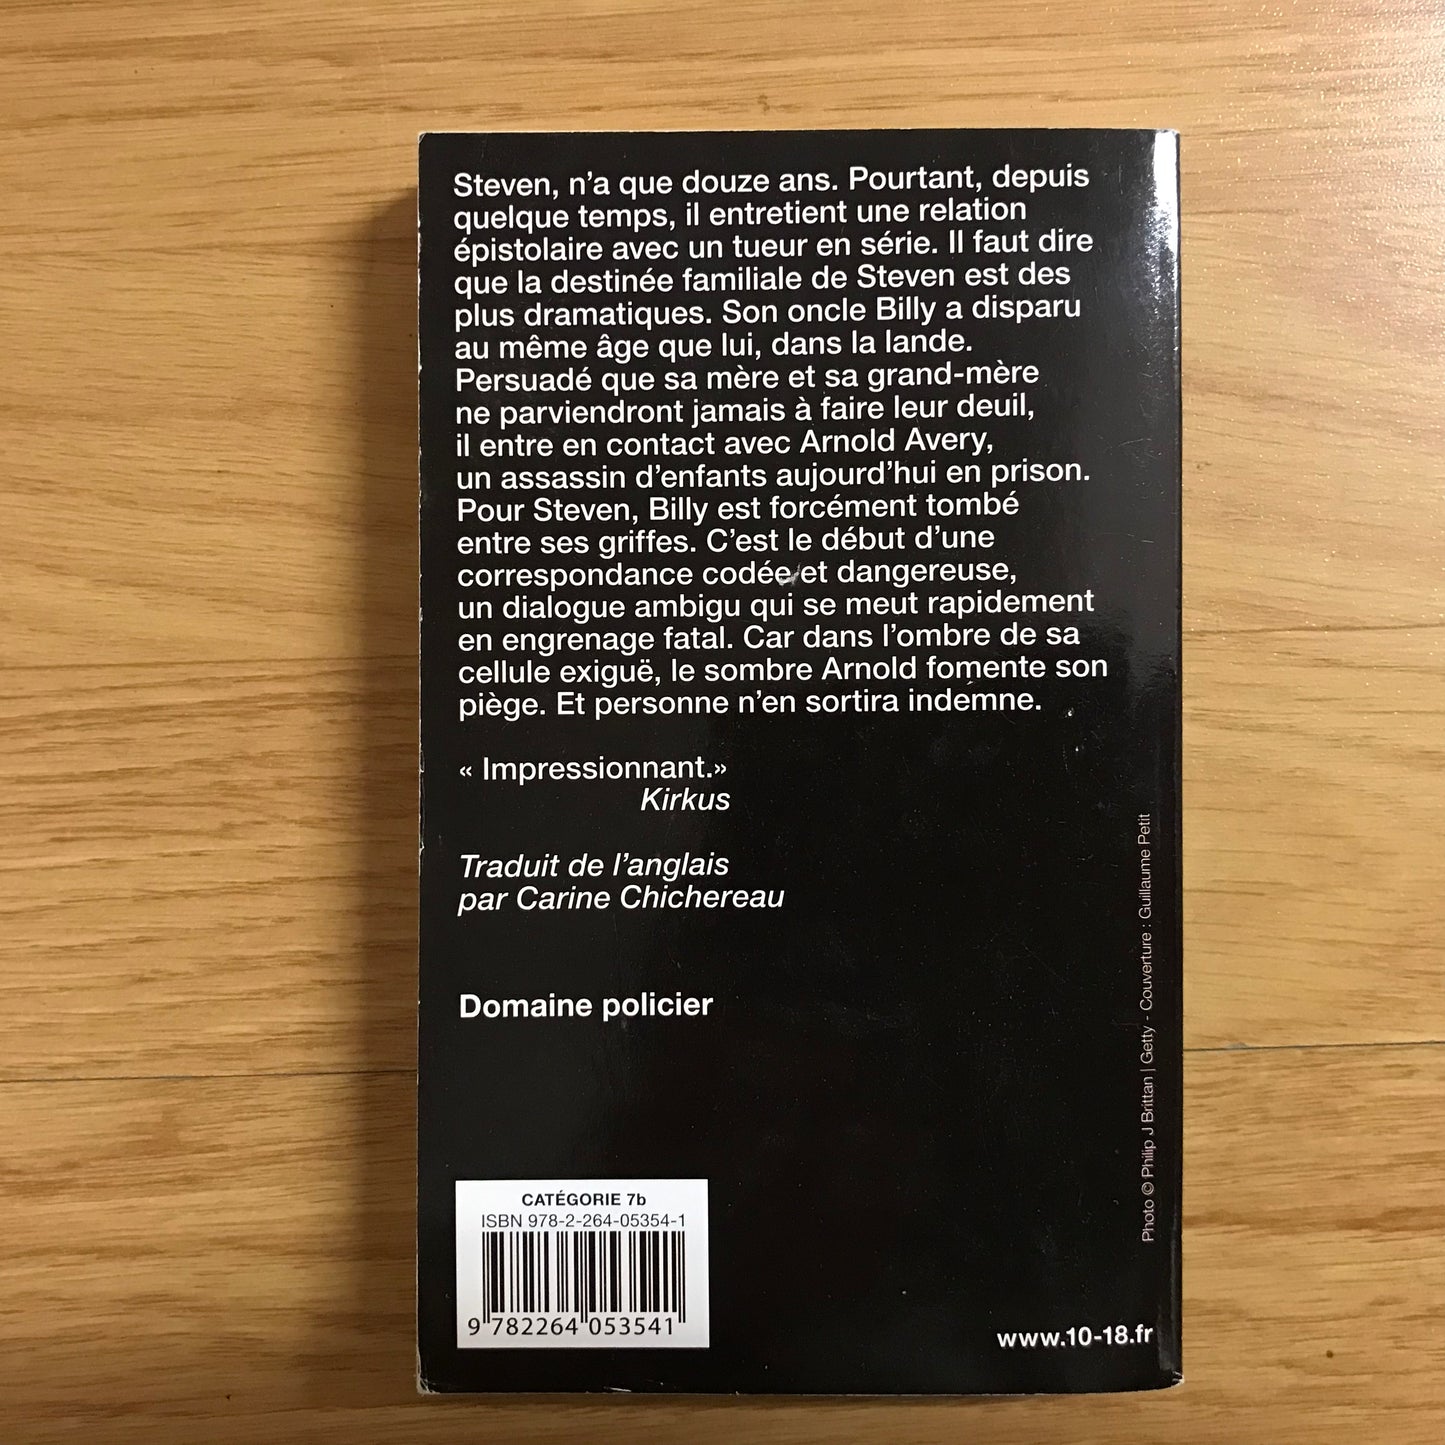 Steven, n'a que douze ans. Pourtant, depuis
quelque temps, il entretient une relation
épistolaire avec un tueur en série. Il faut dire
que la destinée familiale de Steven est des
plus dramatiques. Son oncle Billy a disparu
au même âge que lui, dans la lande.
Persuadé que sa mère et sa grand-mère
ne parviendront jamais à faire leur deuil,
il entre en contact avec Arnold Avery,
un assassin d'enfants aujourd'hui en prison.
Pour Steven, Billy est forcément tombé
entre ses griffes. C'est le début d'une
correspondance codée et dangereuse,
un dialogue ambigu qui se meut rapidement
en engrenage fatal. Car dans l'ombre de sa
cellule exiguë, le sombre Arnold fomente son
piège. Et personne n'en sortira indemne.
« Impressionnant.»
Kirkus
Traduit de l'anglais
par Carine Chichereau
Domaine policier
CATÉGORIE 7b
ISBN 978-2-264-05354-1
9 782264 053541
www.10-18.fr
Photo © Philip J Brittan | Getty - Couverture : Guillaume Petit